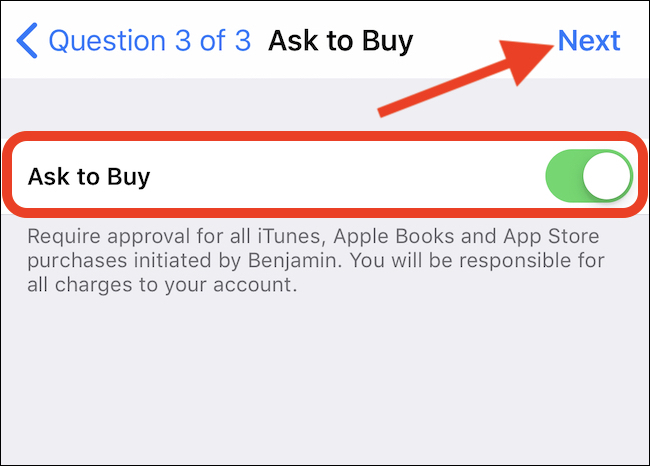 Question 3 of 3 Ask to Buy Next
Ask to Buy
Require approval for all iTunes, Apple Books and App Store
purchases initiated by Benjamin. You will be responsible for
all charges to your account.